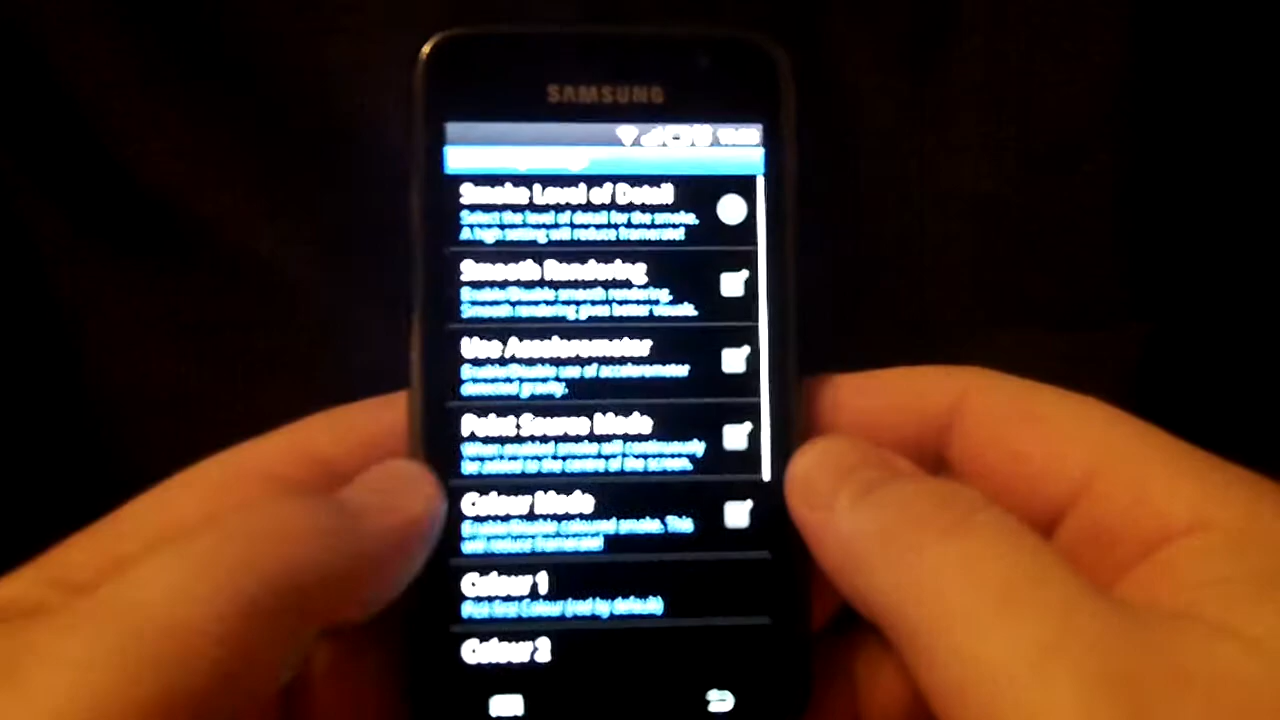 SAMSUNG
Smoke Level of Detail
Select the level of detail for the smoke.
A high setting will reduce framerate!
Smooth Rendering
Enable/Disable smooth rendering.
Smooth rendering gives better visuals.
Use Accelerometer
Enable/Disable use of accelerometer
detected gravity.
Point Source Mode
When enabled smoke will continuously
be added to the centre of the screen.
Colour Mode
Enable/Disable coloured smoke. This
will reduce framerate!
Colour 1
Pick first Colour (red by default)
Colour 2